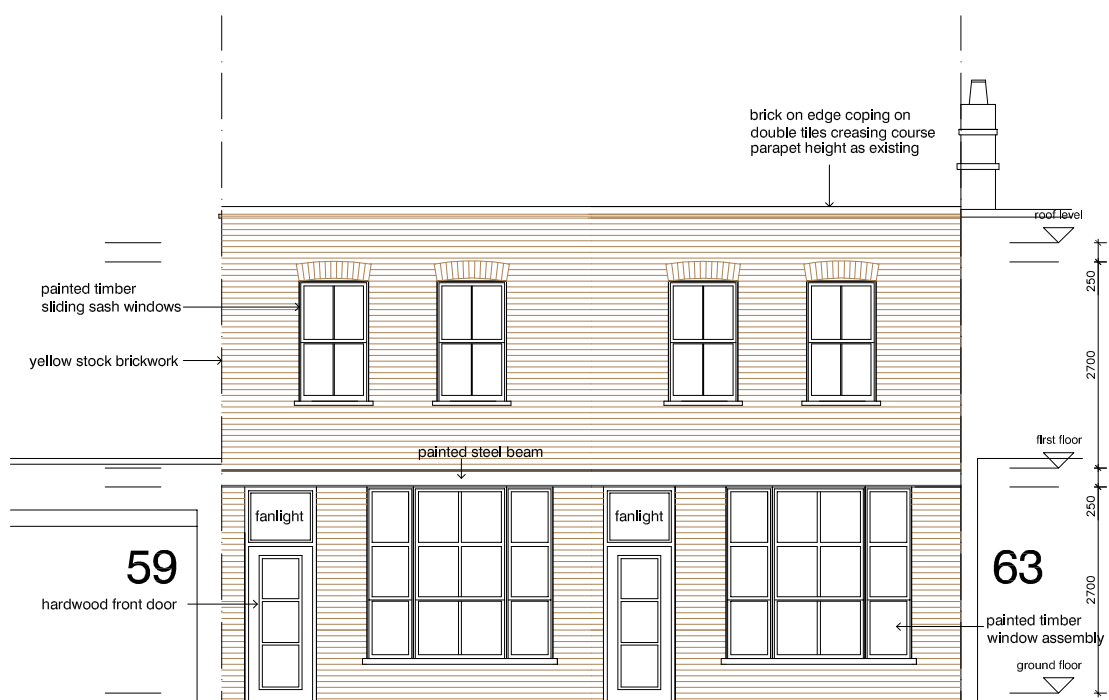 brick on edge coping on
double tiles creasing course
parapet height as existing
roof level
250
painted timber
sliding sash windows
yellow stock brickwork
2700
first floor
painted steel beam
250
fanlight
fanlight
59
63
hardwood front door
2700
painted timber
window assembly
ground floor